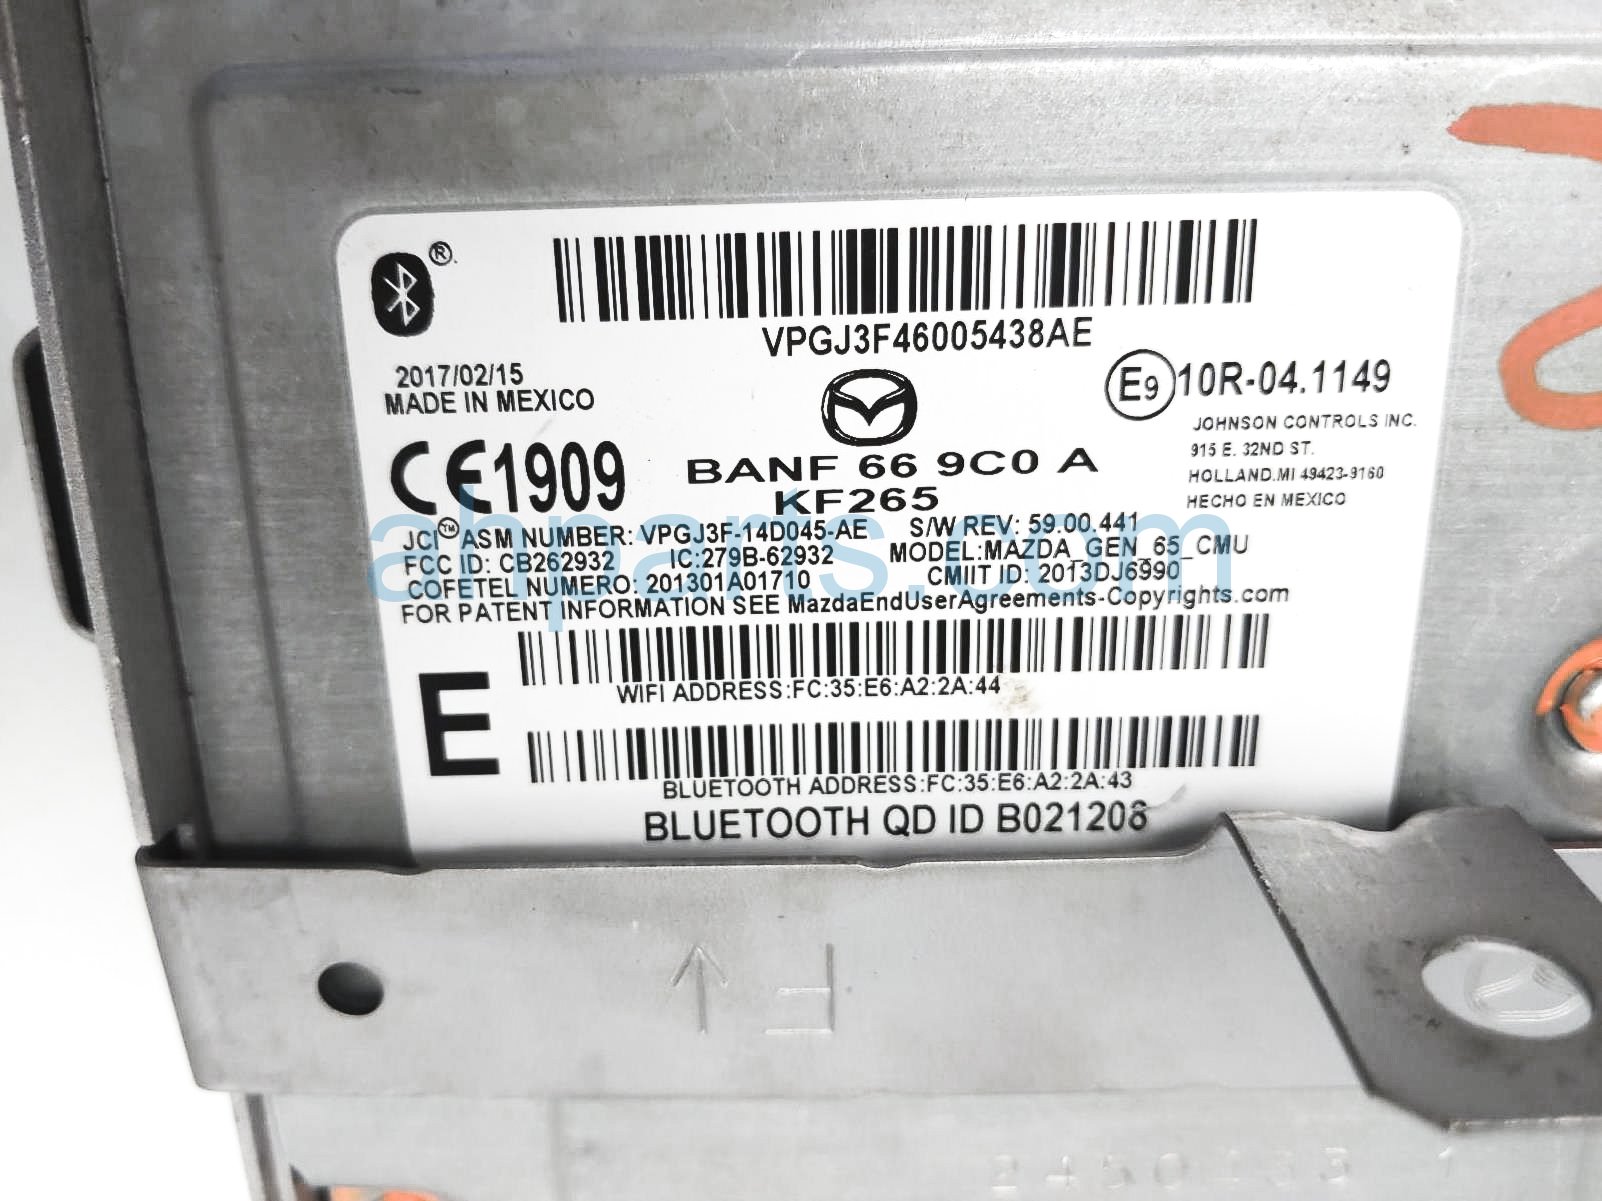 ®
VPGJ3F46005438AE
2017/02/15
MADE IN MEXICO
E9 10R-04.1149
JOHNSON CONTROLS INC.
915 E. 32ND ST.
HOLLAND.MI 49423-9160
HECHO EN MEXICO
CE1909
BANF 66 9C0 A
KF265
JCI™ ASM NUMBER: VPGJ3F-14D045-AE S/W REV: 59.00.441
FCC ID: CB262932 IC:279B-62932 MODEL:MAZDA_GEN_65_CMU
COFETEL NUMERO: 201301A01710 CMIIT ID: 2013DJ6990
FOR PATENT INFORMATION SEE MazdaEndUserAgreements-Copyrights.com
ahparts.com
WIFI ADDRESS:FC:35:E6:A2:2A:44
E
BLUETOOTH ADDRESS:FC:35:E6:A2:2A:43
BLUETOOTH QD ID B021208
F